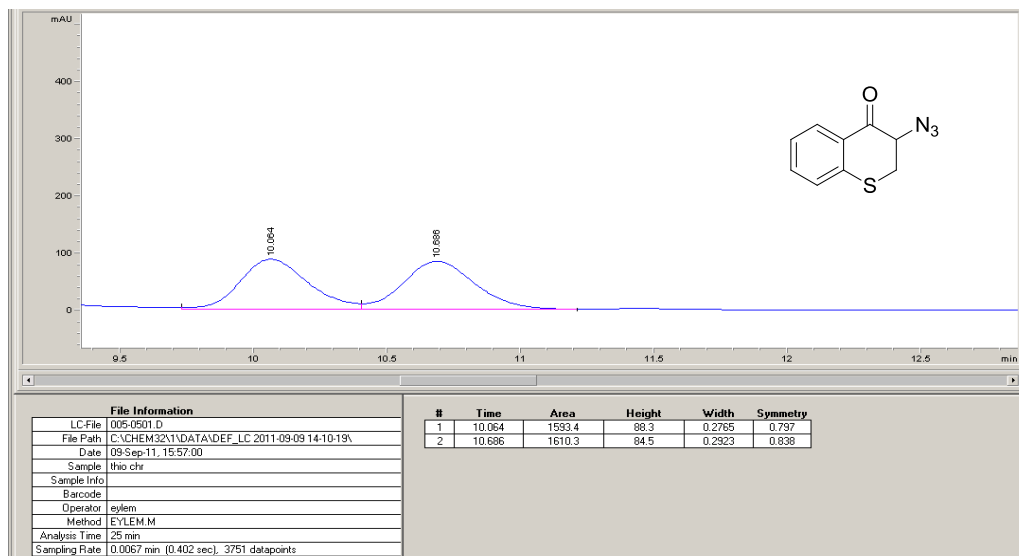 mAU
400
300
200
100
0
10.064
10.686
O
N3
S
9.5 10 10.5 11 11.5 12 12.5 min
File Information
LC-File 005-0501.D
File Path C:\CHEM32\1\DATA\DEF_LC 2011-09-09 14-10-19\
Date 09-Sep-11, 15:57:00
Sample thio chr
Sample Info
Barcode
Operator eylem
Method EYLEM.M
Analysis Time 25 min
Sampling Rate 0.0067 min (0.402 sec), 3751 datapoints
# Time Area Height Width Symmetry
1 10.064 1593.4 88.3 0.2765 0.797
2 10.686 1610.3 84.5 0.2923 0.838